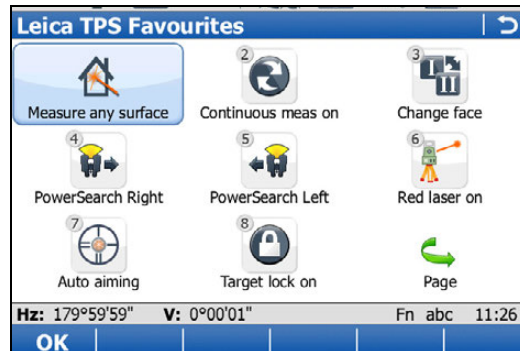 Leica TPS Favourites
Measure any surface
2
Continuous meas on
3
I II
Change face
4
PowerSearch Right
5
PowerSearch Left
6
Red laser on
7
Auto aiming
8
Target lock on
Page
Hz: 179°59'59" V: 0°00'01" Fn abc 11:26
OK